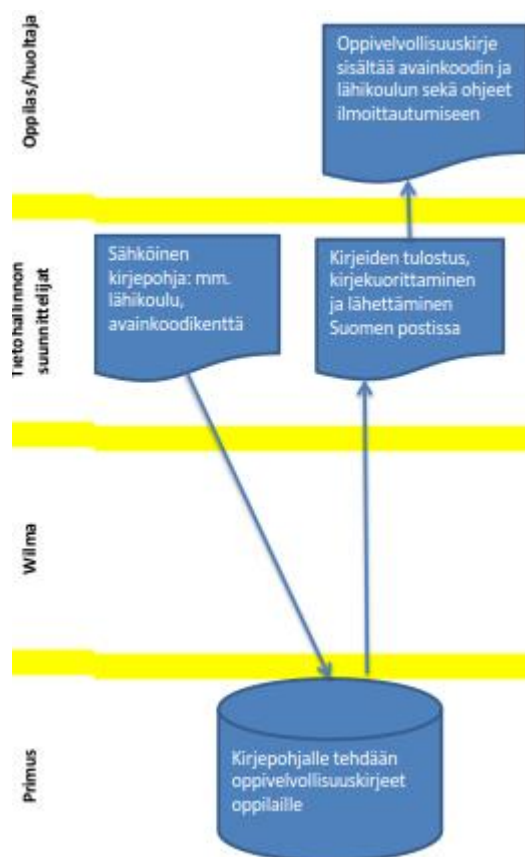 Oppilas/huoltaja
Oppivelvollisuuskirje
sisältää avainkoodin ja
lähikoulun sekä ohjeet
ilmoittautumiseen
Tietohallinnon
suunnittelijat
Sähköinen
kirjepohja: mm.
lähikoulu,
avainkoodikenttä
Kirjeiden tulostus,
kirjekuorittaminen
ja lähettäminen
Suomen postissa
Wilma
Primus
Kirjepohjalle tehdään
oppivelvollisuuskirjeet
oppilaille